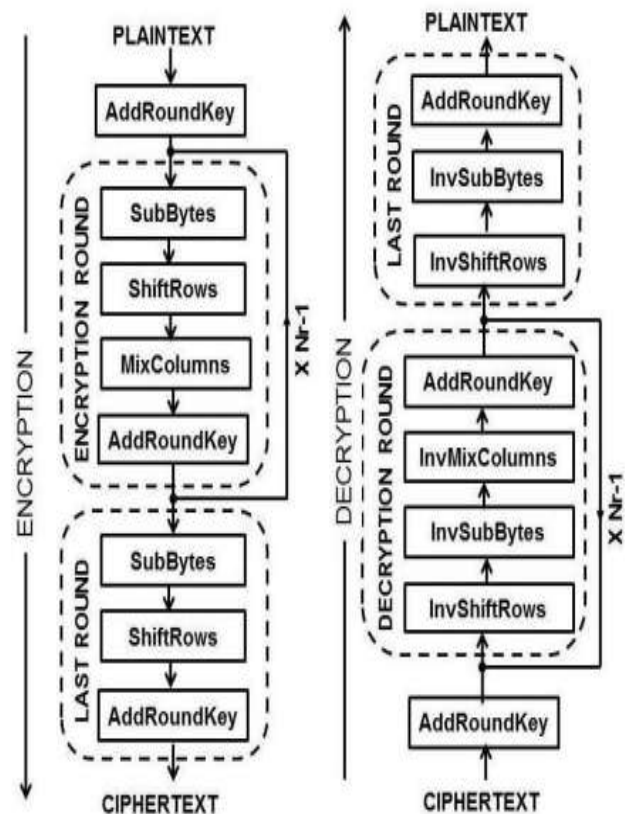 PLAINTEXT
AddRoundKey
SubBytes
ShiftRows
MixColumns
AddRoundKey
ENCRYPTION ROUND
X Nr-1
SubBytes
ShiftRows
AddRoundKey
LAST ROUND
CIPHERTEXT
ENCRYPTION
PLAINTEXT
AddRoundKey
InvSubBytes
InvShiftRows
LAST ROUND
AddRoundKey
InvMixColumns
InvSubBytes
InvShiftRows
DECRYPTION ROUND
X Nr-1
AddRoundKey
CIPHERTEXT
DECRYPTION